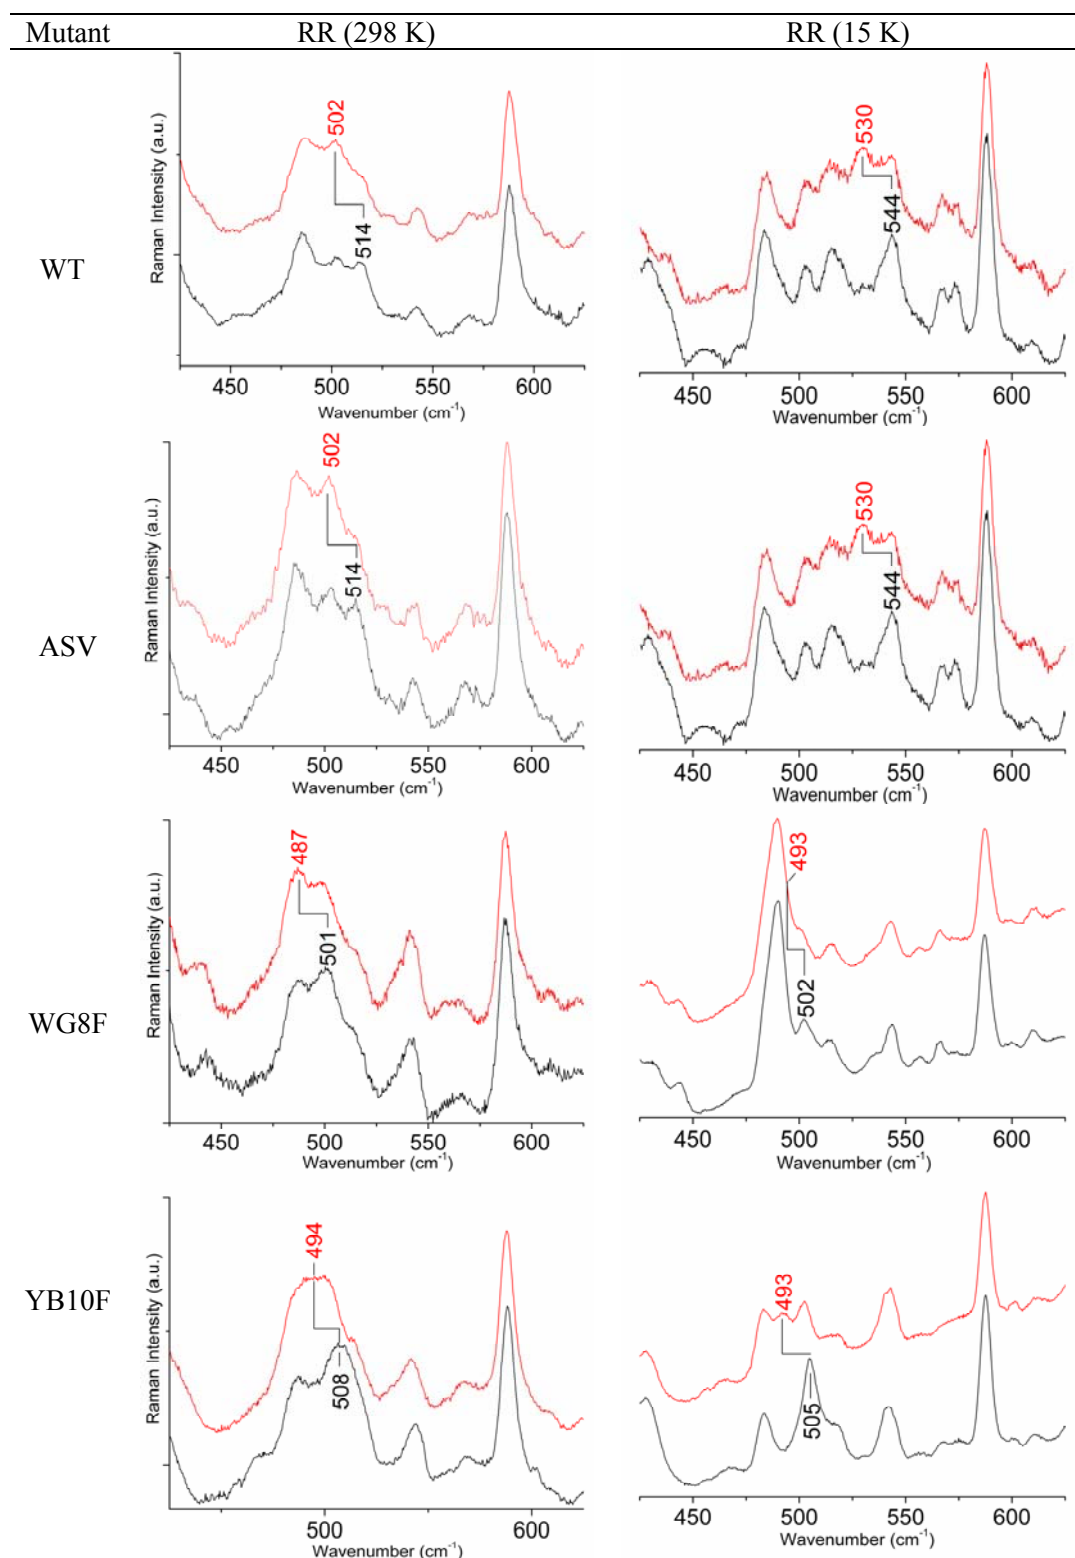 Mutant RR (298 K) RR (15 K)
WT
Raman Intensity (a.u.)
502
514
450 500 550 600
Wavenumber (cm⁻¹)
530
544
450 500 550 600
Wavenumber (cm⁻¹)
ASV
Raman Intensity (a.u.)
502
514
450 500 550 600
Wavenumber (cm⁻¹)
530
544
450 500 550 600
Wavenumber (cm⁻¹)
WG8F
Raman Intensity (a.u.)
487
501
450 500 550 600
Wavenumber (cm⁻¹)
493
502
450 500 550 600
Wavenumber (cm⁻¹)
YB10F
Raman Intensity (a.u.)
494
508
450 500 550 600
Wavenumber (cm⁻¹)
493
505
450 500 550 600
Wavenumber (cm⁻¹)